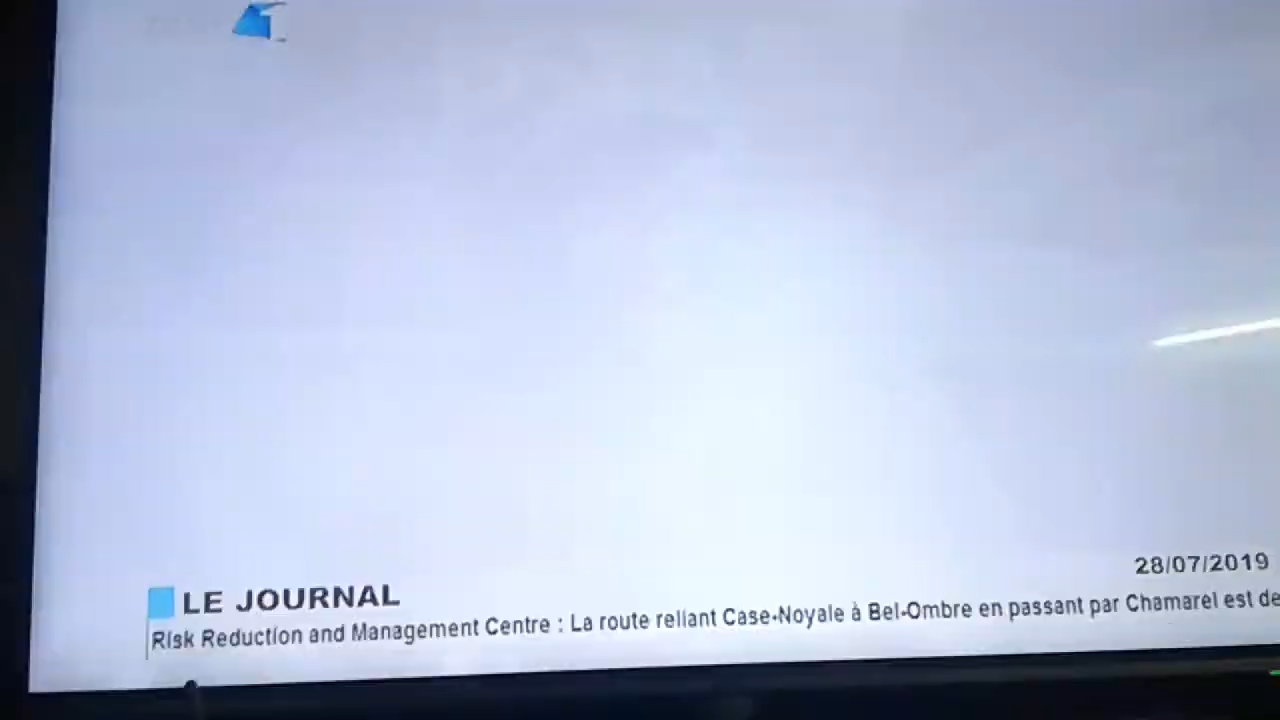 28/07/2019
LE JOURNAL
Risk Reduction and Management Centre : La route reliant Case-Noyale à Bel-Ombre en passant par Chamarel est de